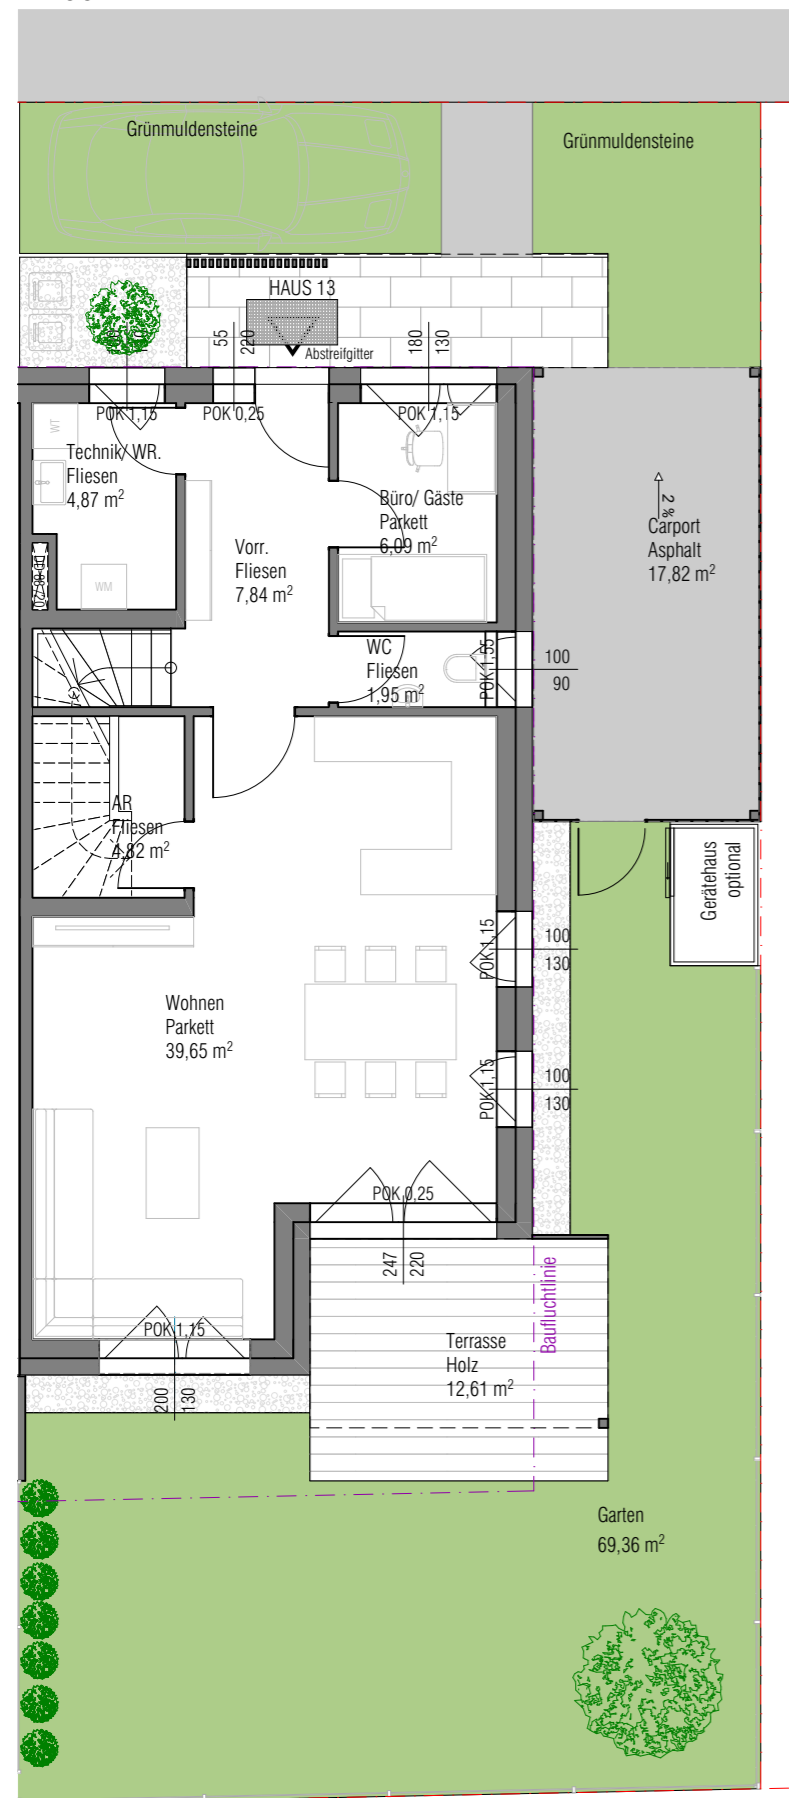 Grünmuldensteine
Grünmuldensteine
HAUS 13
Abstreifgitter
55
220
180
130
POK 1,15
POK 0,25
POK 1,15
WT
Technik/ WR.
Fliesen
4,87 m²
WM
Vorr.
Fliesen
7,84 m²
Büro/ Gäste
Parkett
6,09 m²
2 %
Carport
Asphalt
17,82 m²
WC
Fliesen
1,95 m²
POK 1,55
100
90
AR
Fliesen
4,82 m²
Gerätehaus
optional
POK 1,15
100
130
Wohnen
Parkett
39,65 m²
POK 1,15
100
130
POK 0,25
247
220
Baufluchtlinie
POK 1,15
200
130
Terrasse
Holz
12,61 m²
Garten
69,36 m²